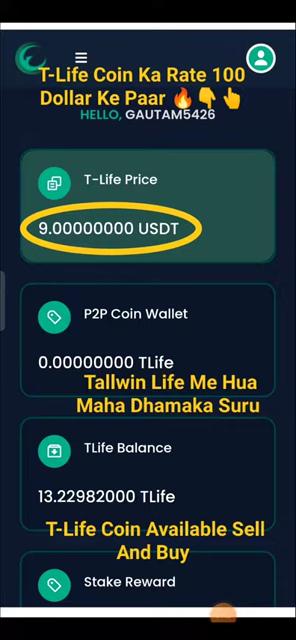 T-Life Coin Ka Rate 100
Dollar Ke Paar 🔥👇👆
HELLO, GAUTAM5426
T-Life Price
9.00000000 USDT
P2P Coin Wallet
0.00000000 TLife
Tallwin Life Me Hua
Maha Dhamaka Suru
TLife Balance
13.22982000 TLife
T-Life Coin Available Sell
And Buy
Stake Reward